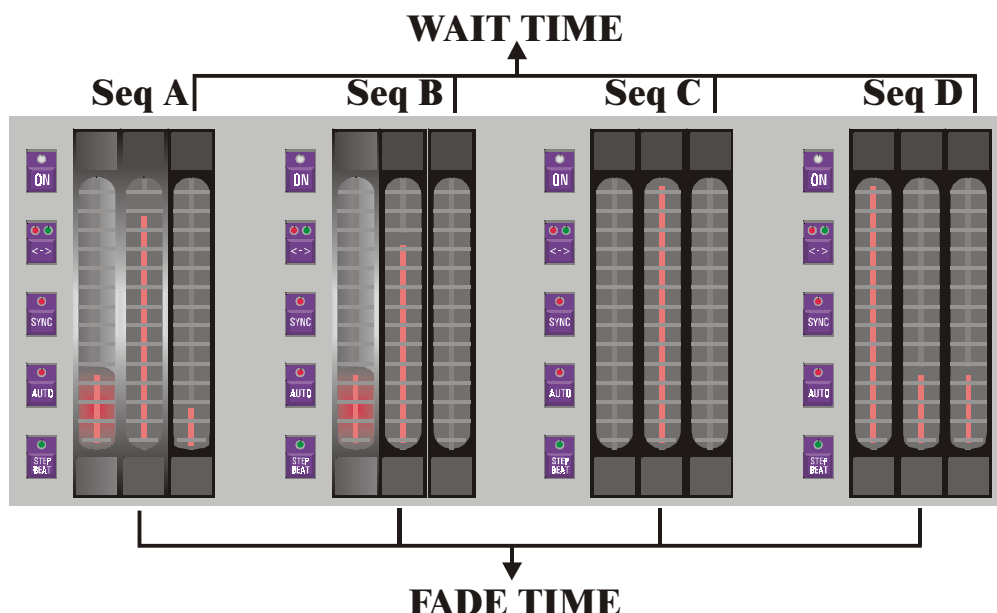 WAIT TIME
Seq A Seq B Seq C Seq D
ON ON ON ON
<-> <-> <-> <->
SYNC SYNC SYNC SYNC
AUTO AUTO AUTO AUTO
STEP STEP STEP STEP
BEAT BEAT BEAT BEAT
FADE TIME